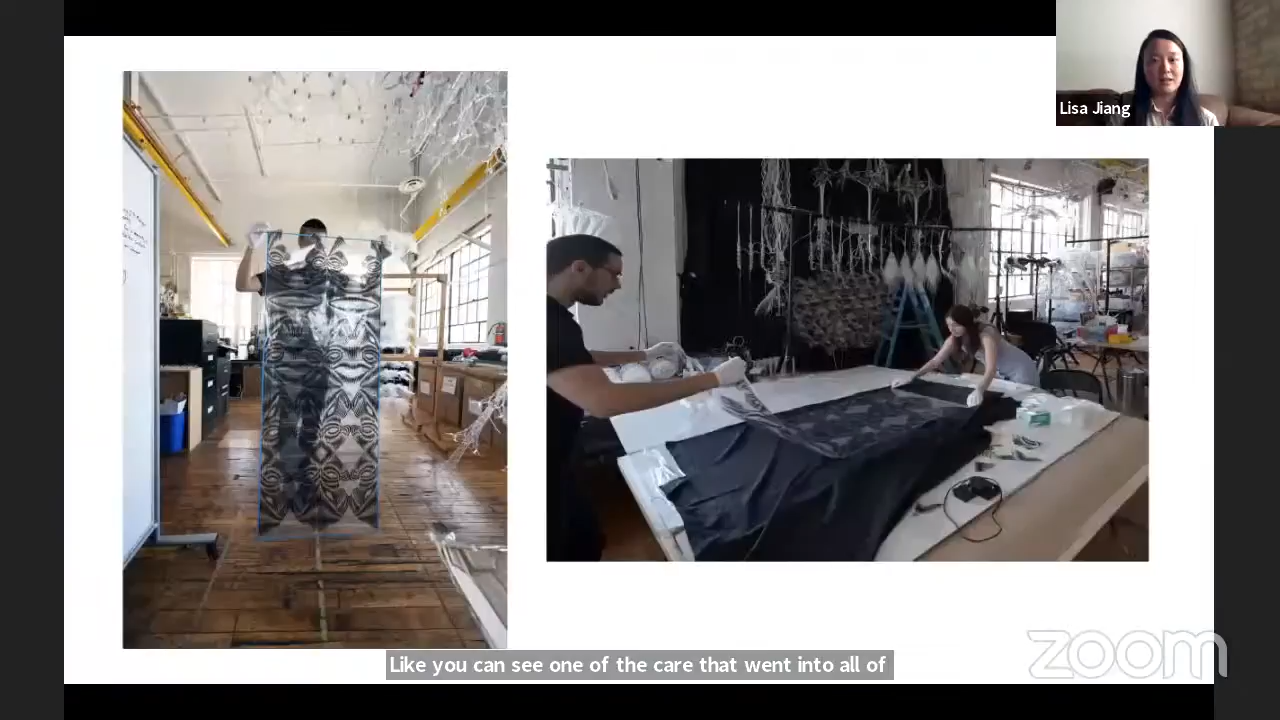 Lisa Jiang
Like you can see one of the care that went into all of
zoom